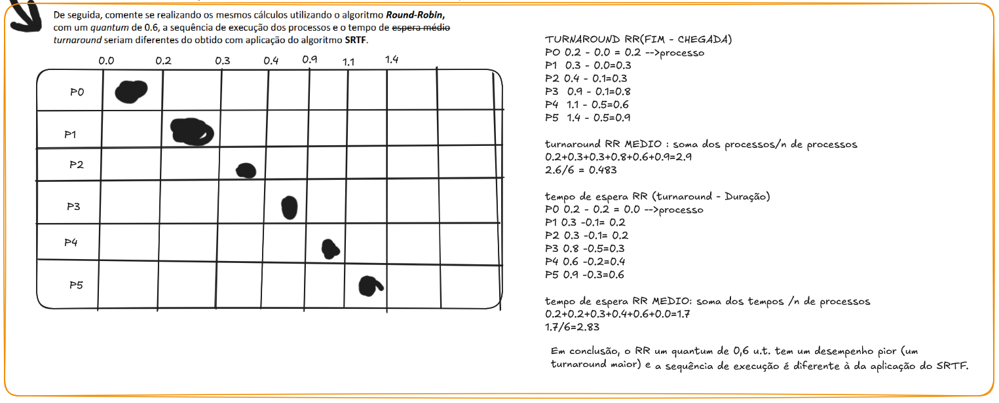 De seguida, comente se realizando os mesmos cálculos utilizando o algoritmo Round-Robin,
com um quantum de 0.6, a sequência de execução dos processos e o tempo de espera médio
turnaround seriam diferentes do obtido com aplicação do algoritmo SRTF.
0.0 0.2 0.3 0.4 0.9 1.1 1.4
P0
P1
P2
P3
P4
P5
TURNAROUND RR(FIM - CHEGADA)
P0 0.2 - 0.0 = 0.2 -->processo
P1 0.3 - 0.0=0.3
P2 0.4 - 0.1=0.3
P3 0.9 - 0.1=0.8
P4 1.1 - 0.5=0.6
P5 1.4 - 0.5=0.9
turnaround RR MEDIO : soma dos processos/n de processos
0.2+0.3+0.3+0.8+0.6+0.9=2.9
2.6/6 = 0.483
tempo de espera RR (turnaround - Duração)
P0 0.2 - 0.2 = 0.0 -->processo
P1 0.3 -0.1= 0.2
P2 0.3 -0.1= 0.2
P3 0.8 -0.5=0.3
P4 0.6 -0.2=0.4
P5 0.9 -0.3=0.6
tempo de espera RR MEDIO: soma dos tempos /n de processos
0.2+0.2+0.3+0.4+0.6+0.0=1.7
1.7/6=2.83
Em conclusão, o RR um quantum de 0,6 u.t. tem um desempenho pior (um
turnaround maior) e a sequência de execução é diferente à da aplicação do SRTF.